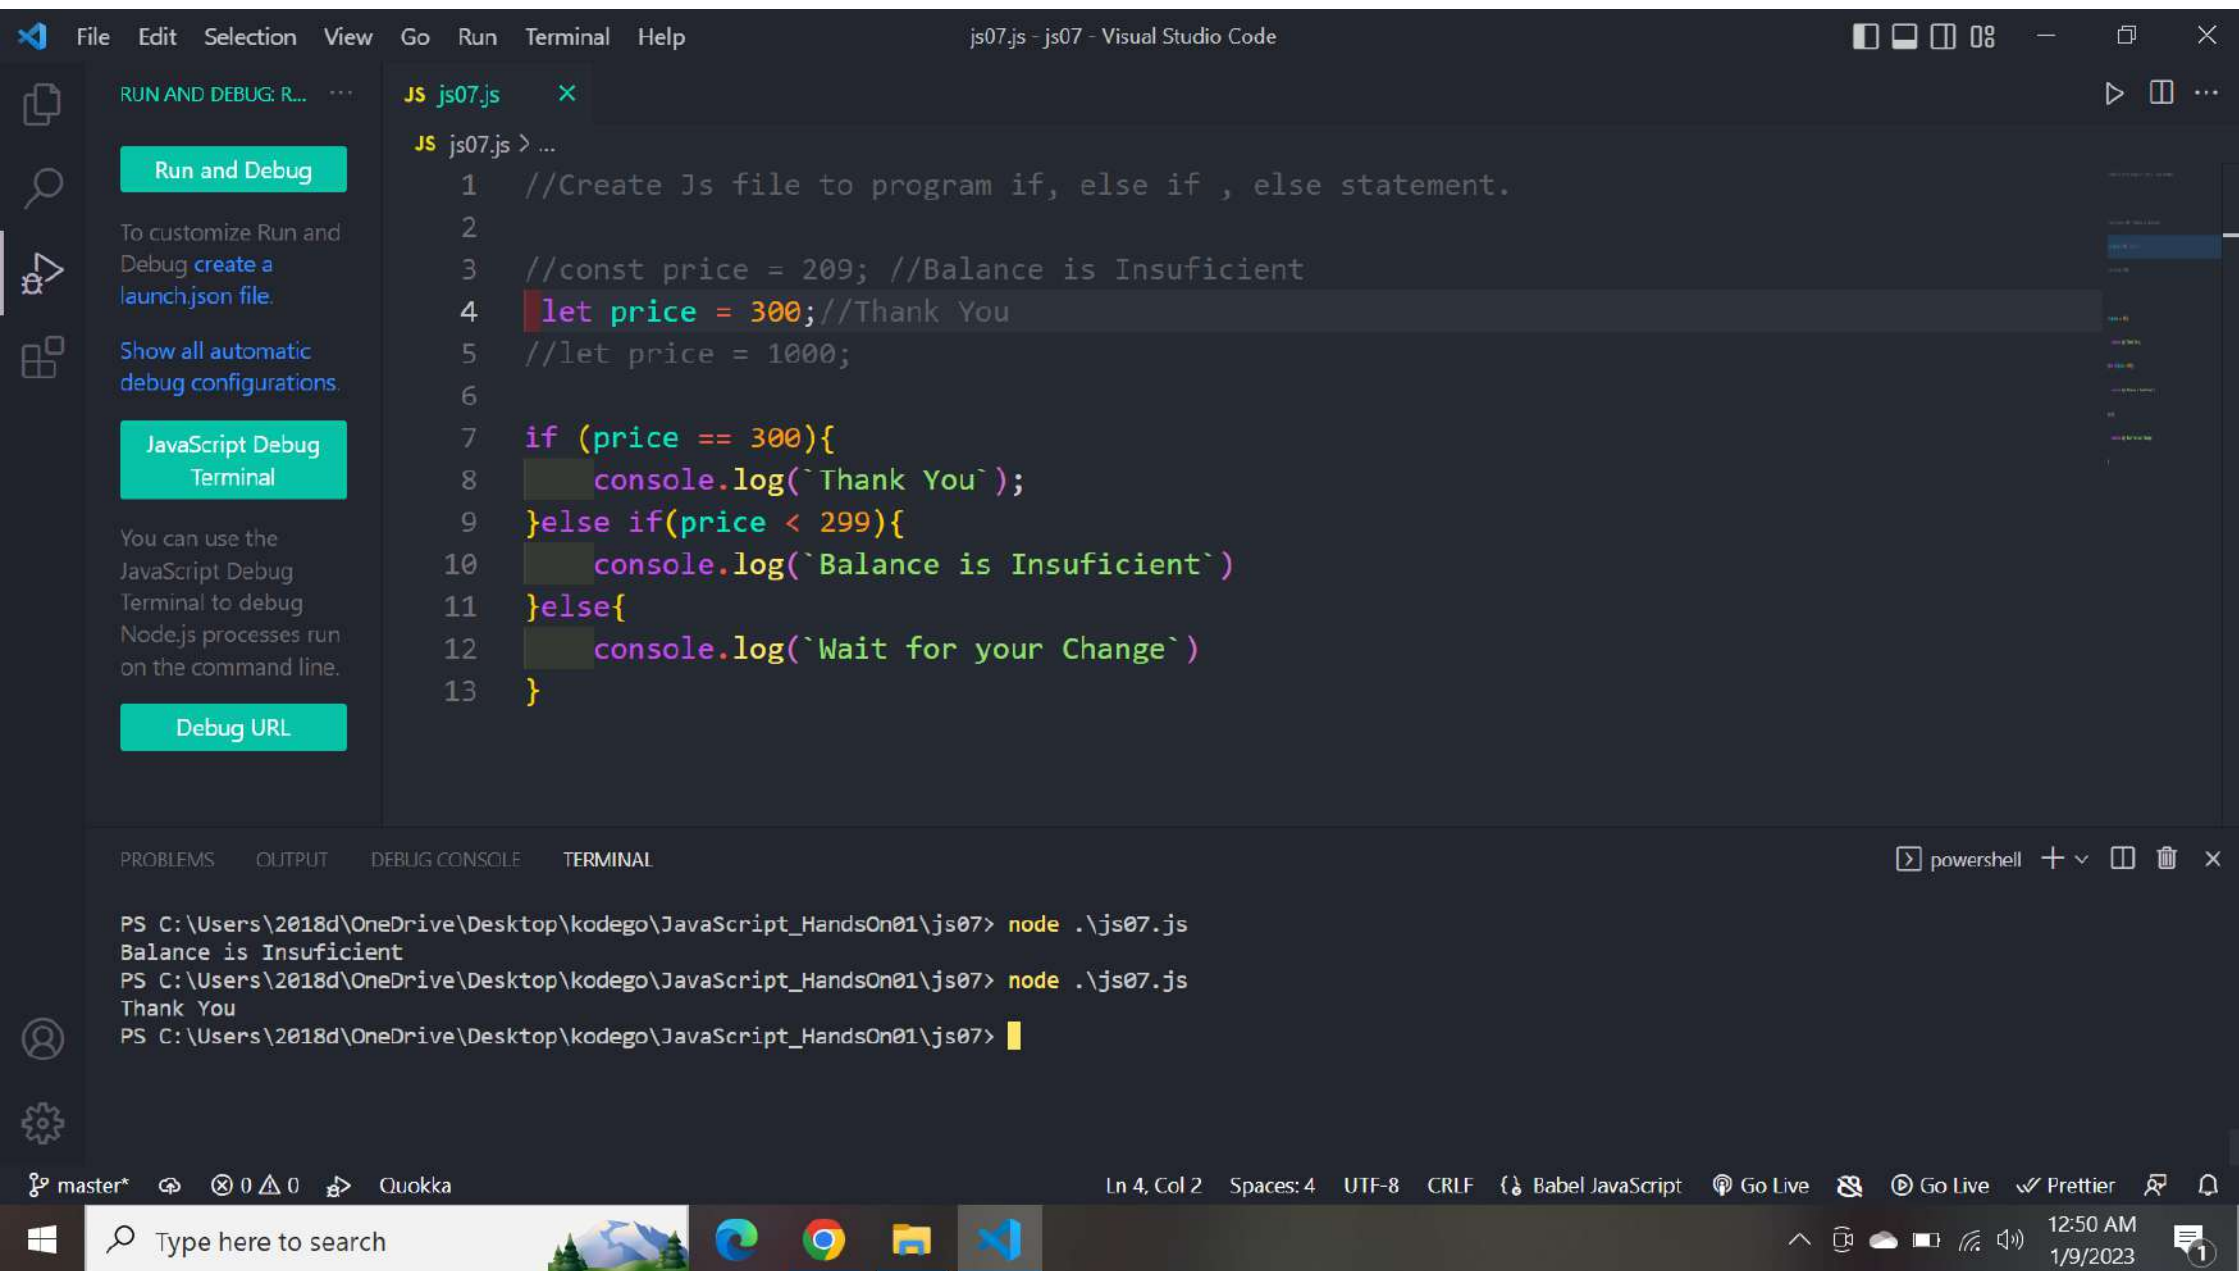 File Edit Selection View Go Run Terminal Help js07.js - js07 - Visual Studio Code
RUN AND DEBUG: R... ···
JS js07.js
JS js07.js > ...
Run and Debug
To customize Run and
Debug create a
launch.json file.
Show all automatic
debug configurations.
JavaScript Debug
Terminal
You can use the
JavaScript Debug
Terminal to debug
Node.js processes run
on the command line.
Debug URL
1 //Create Js file to program if, else if , else statement.
2
3 //const price = 209; //Balance is Insuficient
4 let price = 300;//Thank You
5 //let price = 1000;
6
7 if (price == 300){
8 console.log(`Thank You`);
9 }else if(price < 299){
10 console.log(`Balance is Insuficient`)
11 }else{
12 console.log(`Wait for your Change`)
13 }
PROBLEMS OUTPUT DEBUG CONSOLE TERMINAL powershell
PS C:\Users\2018d\OneDrive\Desktop\kodego\JavaScript_HandsOn01\js07> node .\js07.js
Balance is Insuficient
PS C:\Users\2018d\OneDrive\Desktop\kodego\JavaScript_HandsOn01\js07> node .\js07.js
Thank You
PS C:\Users\2018d\OneDrive\Desktop\kodego\JavaScript_HandsOn01\js07>
master* 0 0 Quokka Ln 4, Col 2 Spaces: 4 UTF-8 CRLF Babel JavaScript Go Live Go Live Prettier
Type here to search
12:50 AM
1/9/2023
1